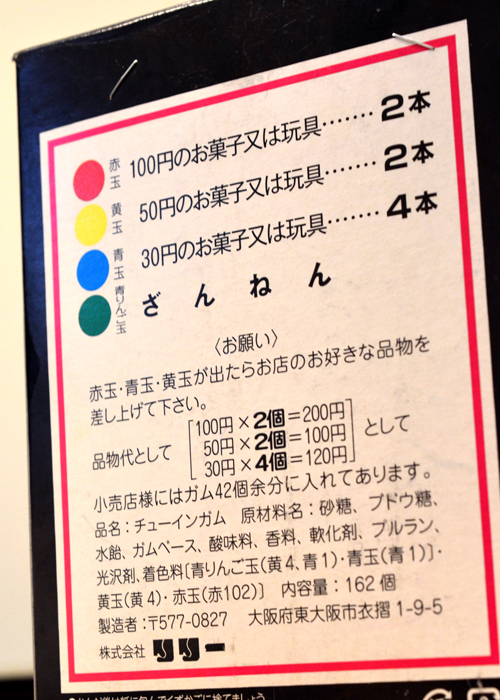 赤玉 100円のお菓子又は玩具……‥2本
黄玉 50円のお菓子又は玩具……‥2本
青玉 30円のお菓子又は玩具……‥4本
青りんご玉 ざんねん
〈お願い〉
赤玉・青玉・黄玉が出たらお店のお好きな品物を
差し上げて下さい。
100円×2個=200円
品物代として 50円×2個=100円 として
30円×4個=120円
小売店様にはガム42個余分に入れてあります。
品名：チューインガム 原材料名：砂糖、ブドウ糖、
水飴、ガムベース、酸味料、香料、軟化剤、プルラン、
光沢剤、着色料[青りんご玉(黄4、青1)・青玉(青1)]・
黄玉(黄4)・赤玉(赤102)] 内容量：162個
製造者：〒577-0827 大阪府東大阪市衣摺1-9-5
株式会社 リリー